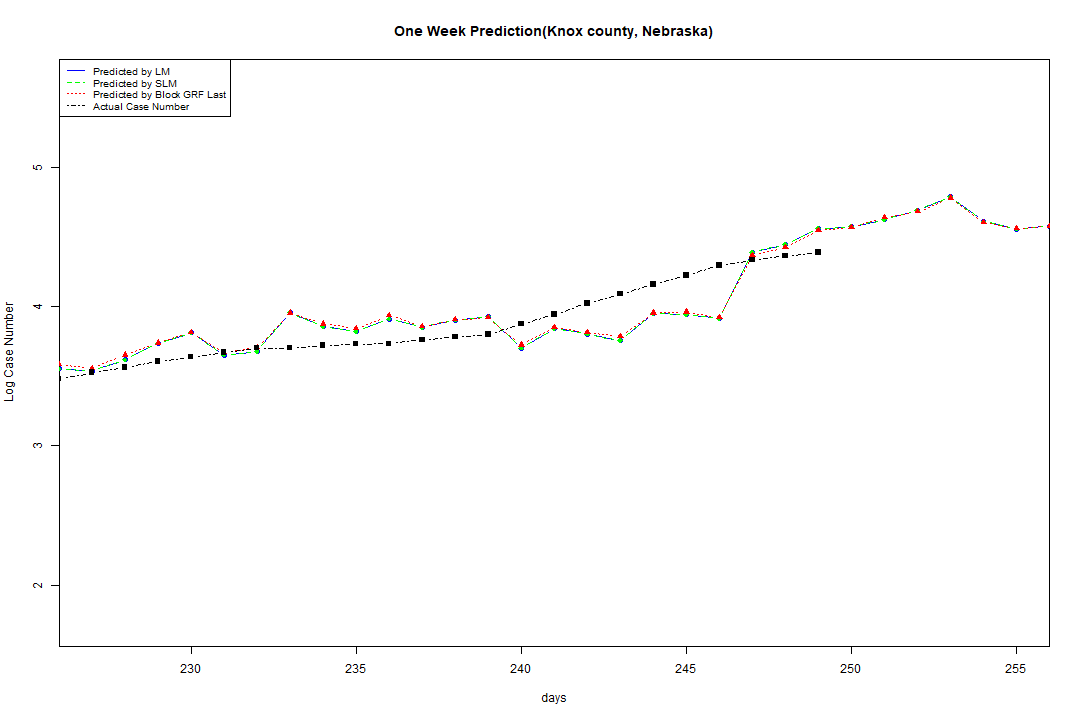 One Week Prediction(Knox county, Nebraska)
Predicted by LM
Predicted by SLM
Predicted by Block GRF Last
Actual Case Number
5
4
3
2
Log Case Number
230 235 240 245 250 255
days